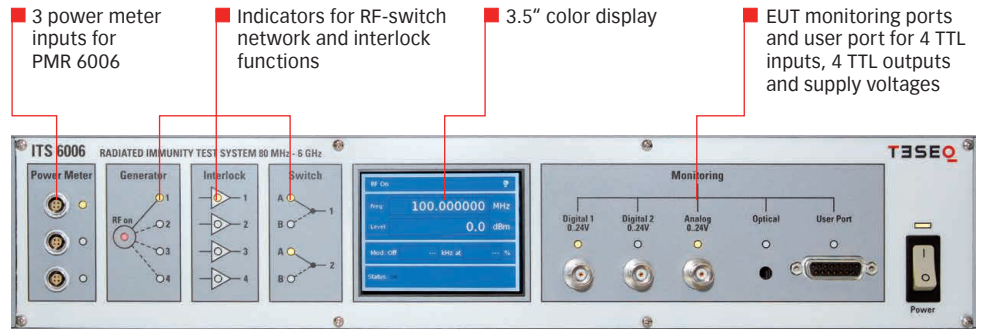 3 power meter
inputs for
PMR 6006
Indicators for RF-switch
network and interlock
functions
3.5“ color display
EUT monitoring ports
and user port for 4 TTL
inputs, 4 TTL outputs
and supply voltages
ITS 6006 RADIATED IMMUNITY TEST SYSTEM 80 MHz - 6 GHz
TESEQ
Power Meter
Generator
RF on
1
2
3
4
Interlock
1
2
3
4
Switch
A
B
1
A
B
2
RF On
Freq 100.000000 MHz
Level 0.0 dBm
Mod. Off --- kHz at --- %
Status:
Monitoring
Digital 1
0..24V
Digital 2
0..24V
Analog
0..24V
Optical
User Port
Power